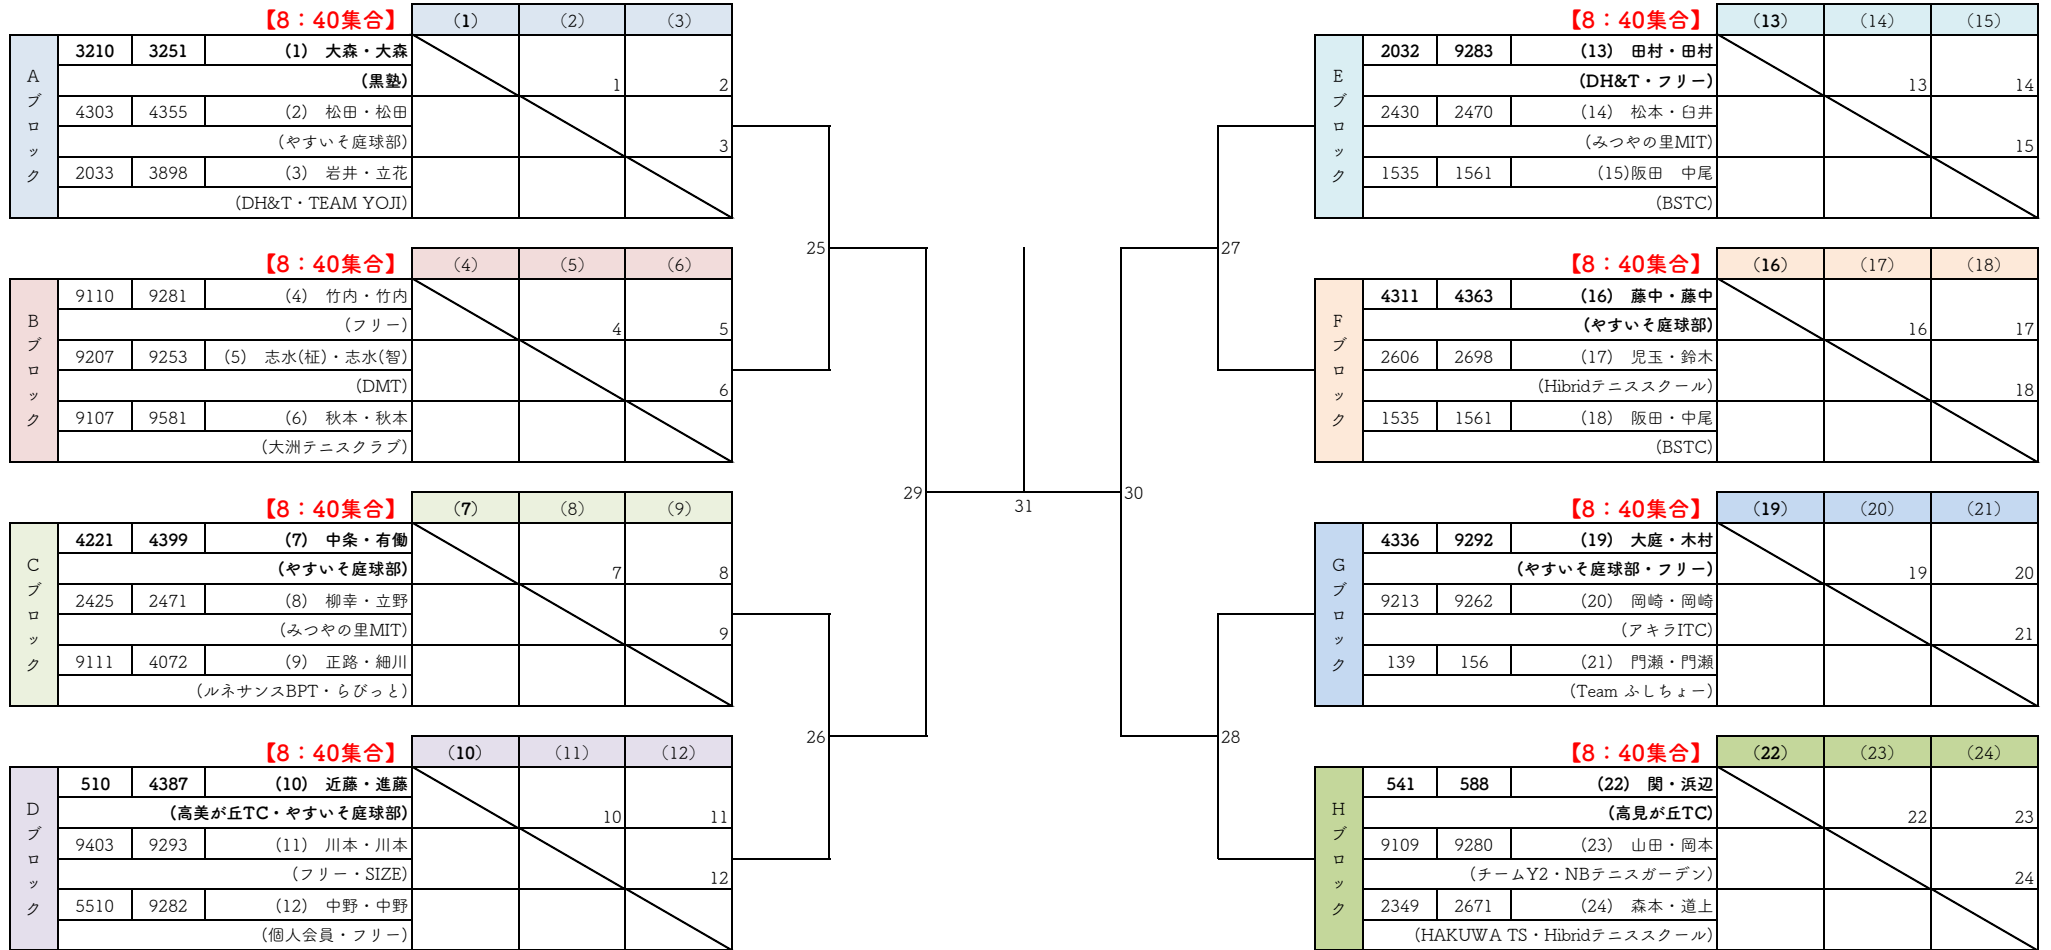 【8：40集合】 （1） （2） （3）
Aブロック
3210 3251 (1) 大森・大森
1 2
(黒塾)
4303 4355 (2) 松田・松田
(やすいそ庭球部)
3
2033 3898 (3) 岩井・立花
(DH&T・TEAM YOJI)
【8：40集合】 （4） （5） （6）
Bブロック
9110 9281 (4) 竹内・竹内
(フリー)
4 5
9207 9253 (5) 志水(柾)・志水(智)
(DMT)
6
9107 9581 (6) 秋本・秋本
(大洲テニスクラブ)
【8：40集合】 （7） （8） （9）
Cブロック
4221 4399 (7) 中条・有働
(やすいそ庭球部)
7 8
2425 2471 (8) 柳幸・立野
(みつやの里MIT)
9
9111 4072 (9) 正路・細川
(ルネサンスBPT・らびっと)
【8：40集合】 （10） （11） （12）
Dブロック
510 4387 (10) 近藤・進藤
(高美が丘TC・やすいそ庭球部)
10 11
9403 9293 (11) 川本・川本
(フリー・SIZE)
12
5510 9282 (12) 中野・中野
(個人会員・フリー)
25
26
29
31
30
27
28
【8：40集合】 （13） （14） （15）
Eブロック
2032 9283 (13) 田村・田村
(DH&T・フリー)
13 14
2430 2470 (14) 松本・臼井
(みつやの里MIT)
15
1535 1561 (15)阪田　中尾
(BSTC)
【8：40集合】 （16） （17） （18）
Fブロック
4311 4363 (16) 藤中・藤中
(やすいそ庭球部)
16 17
2606 2698 (17) 児玉・鈴木
(Hibridテニススクール)
18
1535 1561 (18) 阪田・中尾
(BSTC)
【8：40集合】 （19） （20） （21）
Gブロック
4336 9292 (19) 大庭・木村
(やすいそ庭球部・フリー)
19 20
9213 9262 (20) 岡崎・岡崎
(アキラITC)
21
139 156 (21) 門瀬・門瀬
(Team ふしちょー)
【8：40集合】 （22） （23） （24）
Hブロック
541 588 (22) 関・浜辺
(高見が丘TC)
22 23
9109 9280 (23) 山田・岡本
(チームY2・NBテニスガーデン)
24
2349 2671 (24) 森本・道上
(HAKUWA TS・Hibridテニススクール)